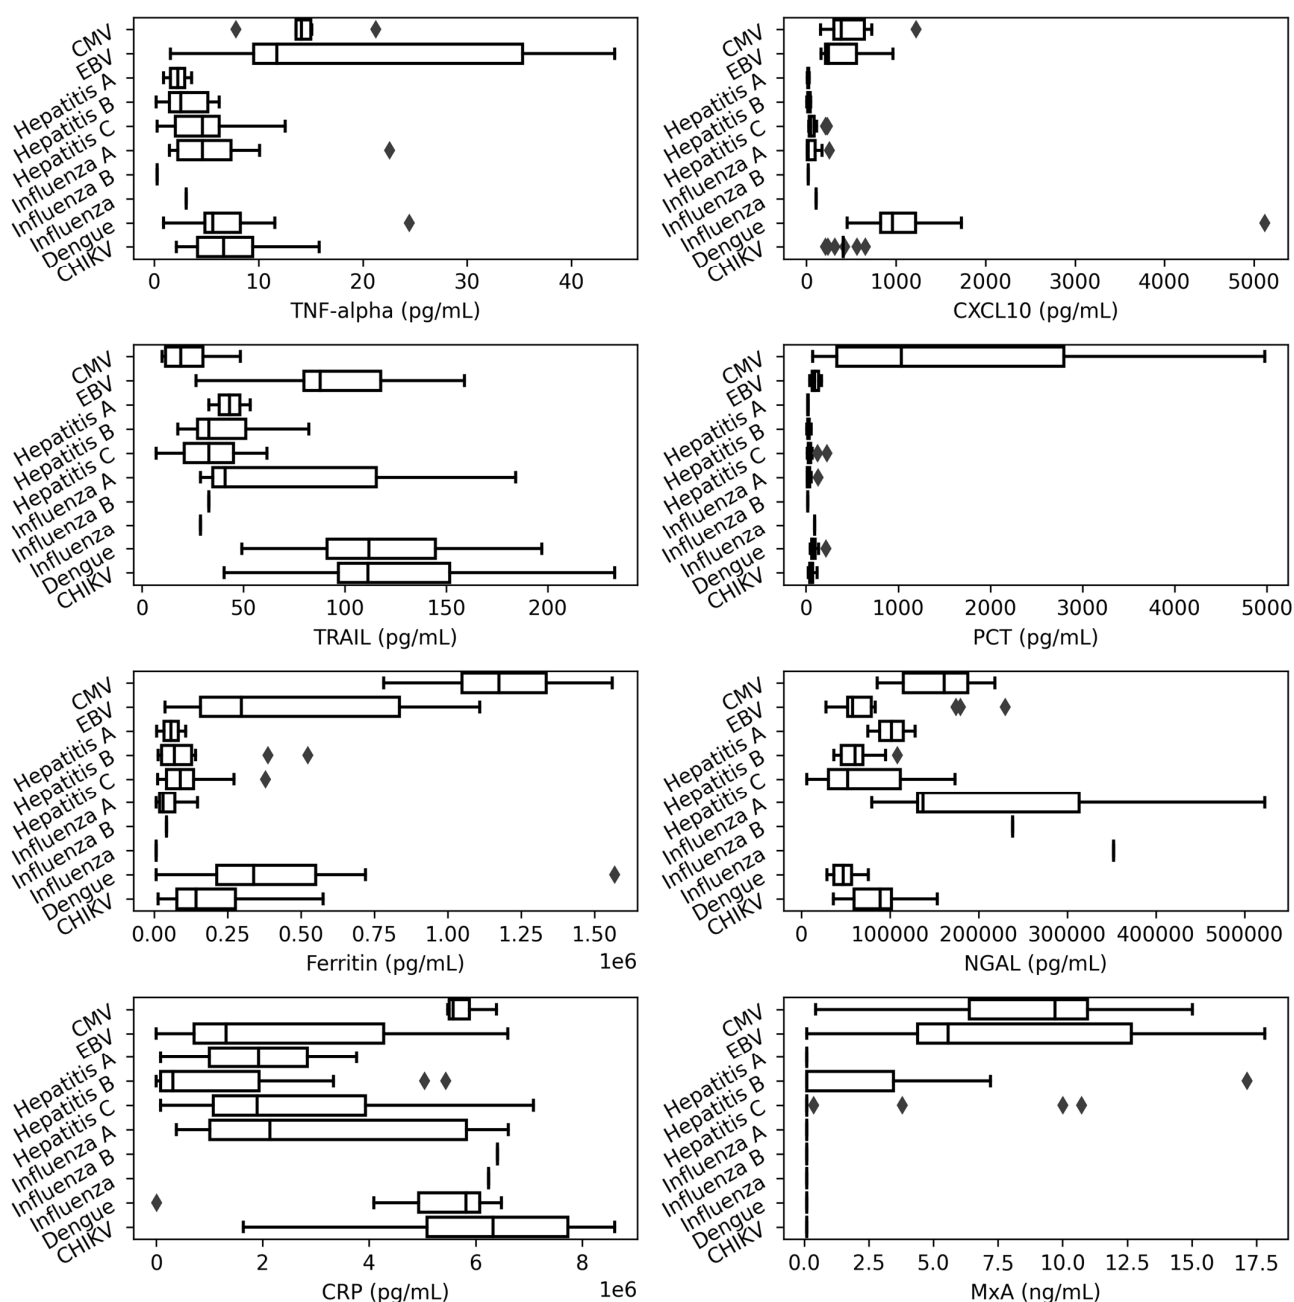 CMV
EBV
Hepatitis A
Hepatitis B
Hepatitis C
Influenza A
Influenza B
Influenza
Dengue
CHIKV
0 10 20 30 40
TNF-alpha (pg/mL)
CMV
EBV
Hepatitis A
Hepatitis B
Hepatitis C
Influenza A
Influenza B
Influenza
Dengue
CHIKV
0 1000 2000 3000 4000 5000
CXCL10 (pg/mL)
CMV
EBV
Hepatitis A
Hepatitis B
Hepatitis C
Influenza A
Influenza B
Influenza
Dengue
CHIKV
0 50 100 150 200
TRAIL (pg/mL)
CMV
EBV
Hepatitis A
Hepatitis B
Hepatitis C
Influenza A
Influenza B
Influenza
Dengue
CHIKV
0 1000 2000 3000 4000 5000
PCT (pg/mL)
CMV
EBV
Hepatitis A
Hepatitis B
Hepatitis C
Influenza A
Influenza B
Influenza
Dengue
CHIKV
0.00 0.25 0.50 0.75 1.00 1.25 1.50
Ferritin (pg/mL) 1e6
CMV
EBV
Hepatitis A
Hepatitis B
Hepatitis C
Influenza A
Influenza B
Influenza
Dengue
CHIKV
0 100000 200000 300000 400000 500000
NGAL (pg/mL)
CMV
EBV
Hepatitis A
Hepatitis B
Hepatitis C
Influenza A
Influenza B
Influenza
Dengue
CHIKV
0 2 4 6 8
CRP (pg/mL) 1e6
CMV
EBV
Hepatitis A
Hepatitis B
Hepatitis C
Influenza A
Influenza B
Influenza
Dengue
CHIKV
0.0 2.5 5.0 7.5 10.0 12.5 15.0 17.5
MxA (ng/mL)